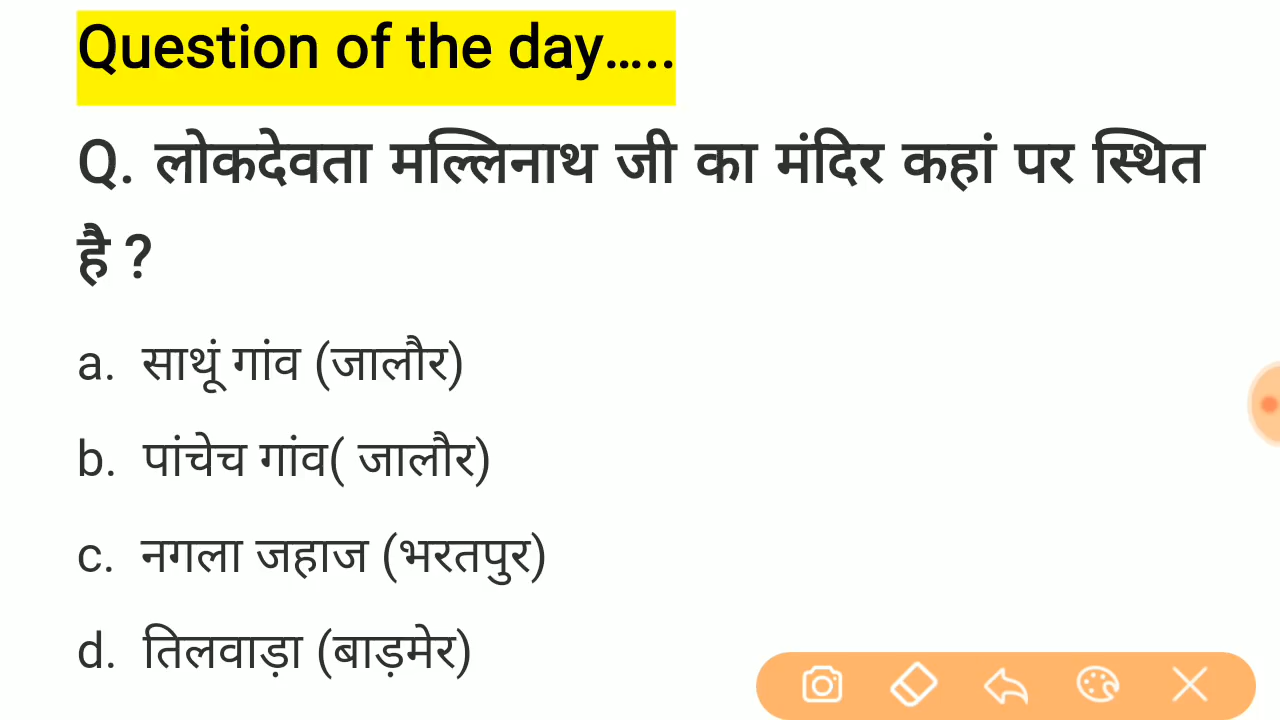 Question of the day.....
Q. लोकदेवता मल्लिनाथ जी का मंदिर कहां पर स्थित
है ?
a. साथूं गांव (जालौर)
b. पांचेच गांव( जालौर)
c. नगला जहाज (भरतपुर)
d. तिलवाड़ा (बाड़मेर)